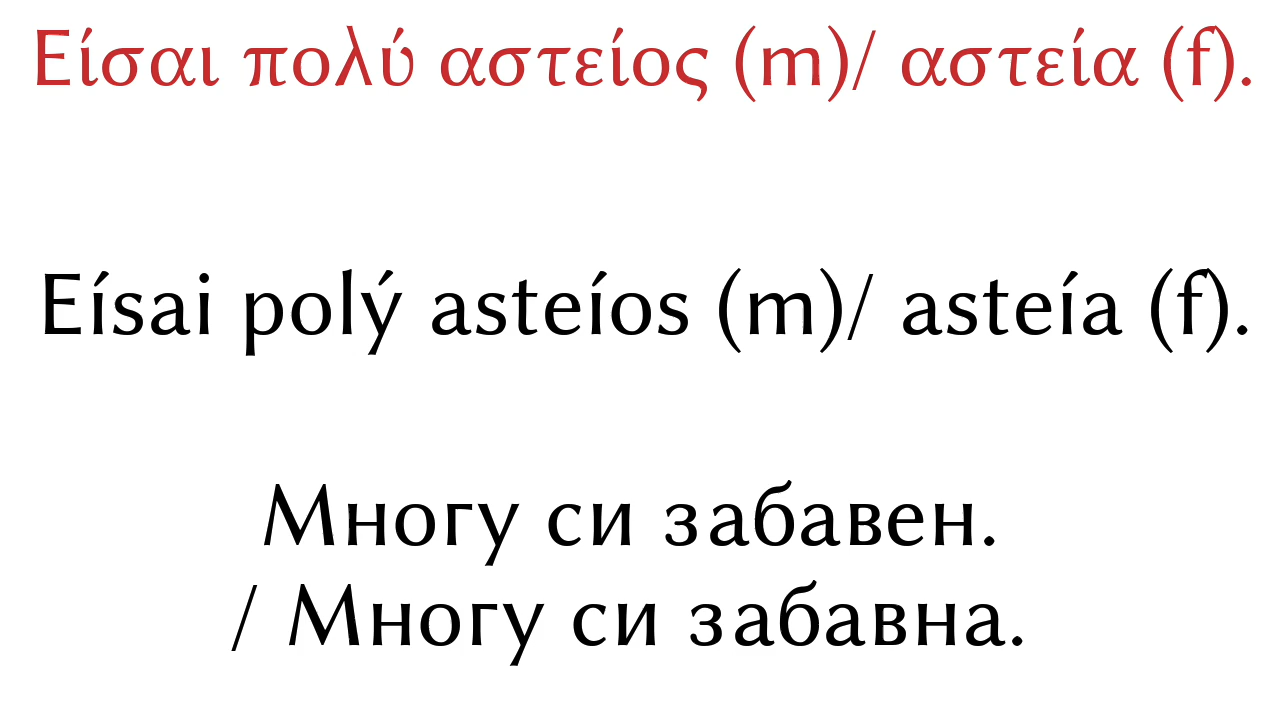 Είσαι πολύ αστείος (m)/ αστεία (f).
Eísai polý asteíos (m)/ asteía (f).
Многу си забавен.
/ Многу си забавна.